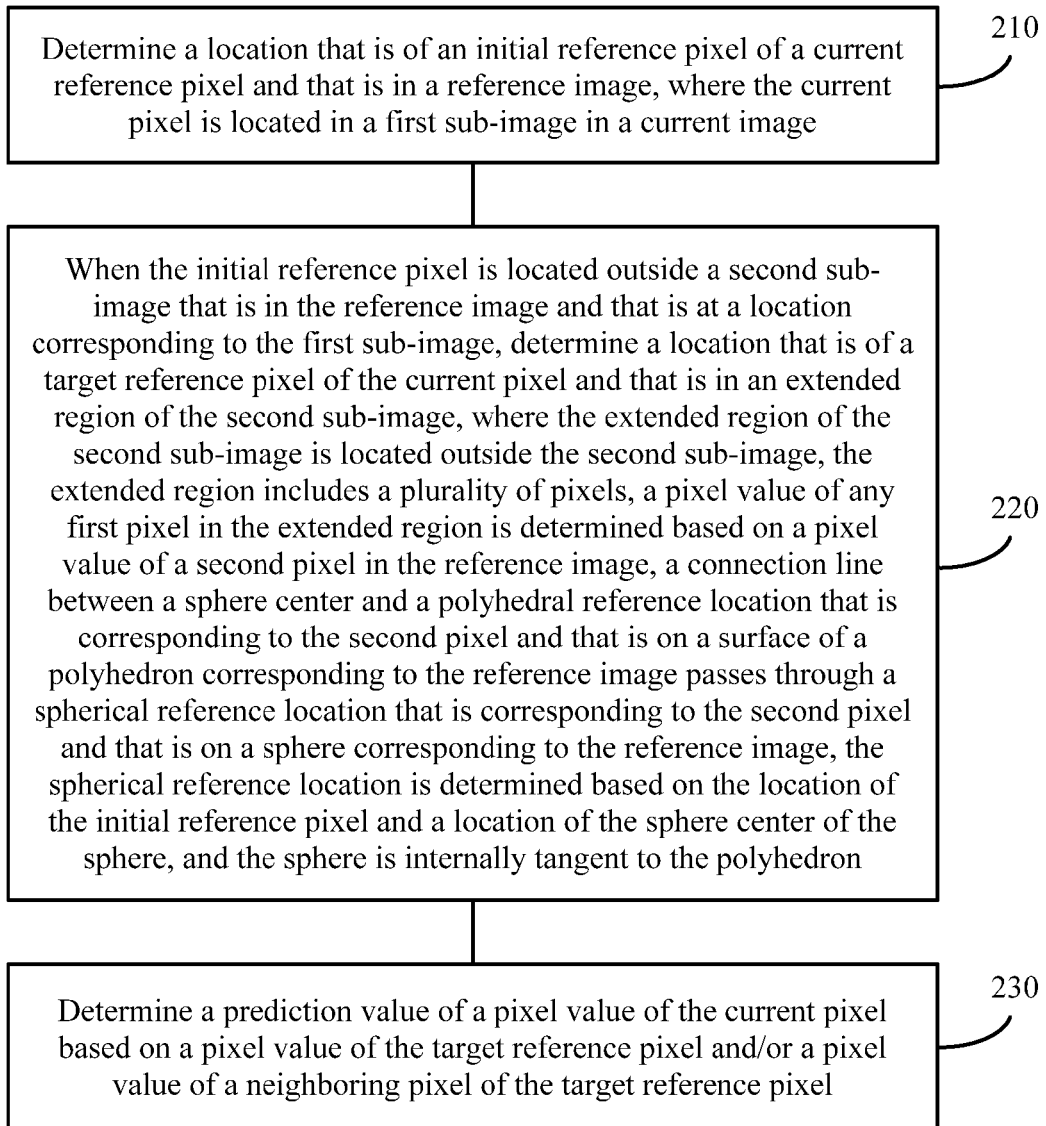 210
Determine a location that is of an initial reference pixel of a current
reference pixel and that is in a reference image, where the current
pixel is located in a first sub-image in a current image
When the initial reference pixel is located outside a second sub-
image that is in the reference image and that is at a location
corresponding to the first sub-image, determine a location that is of a
target reference pixel of the current pixel and that is in an extended
region of the second sub-image, where the extended region of the
second sub-image is located outside the second sub-image, the
extended region includes a plurality of pixels, a pixel value of any
first pixel in the extended region is determined based on a pixel
value of a second pixel in the reference image, a connection line
between a sphere center and a polyhedral reference location that is
corresponding to the second pixel and that is on a surface of a
polyhedron corresponding to the reference image passes through a
spherical reference location that is corresponding to the second pixel
and that is on a sphere corresponding to the reference image, the
spherical reference location is determined based on the location of
the initial reference pixel and a location of the sphere center of the
sphere, and the sphere is internally tangent to the polyhedron
220
Determine a prediction value of a pixel value of the current pixel
based on a pixel value of the target reference pixel and/or a pixel
value of a neighboring pixel of the target reference pixel
230